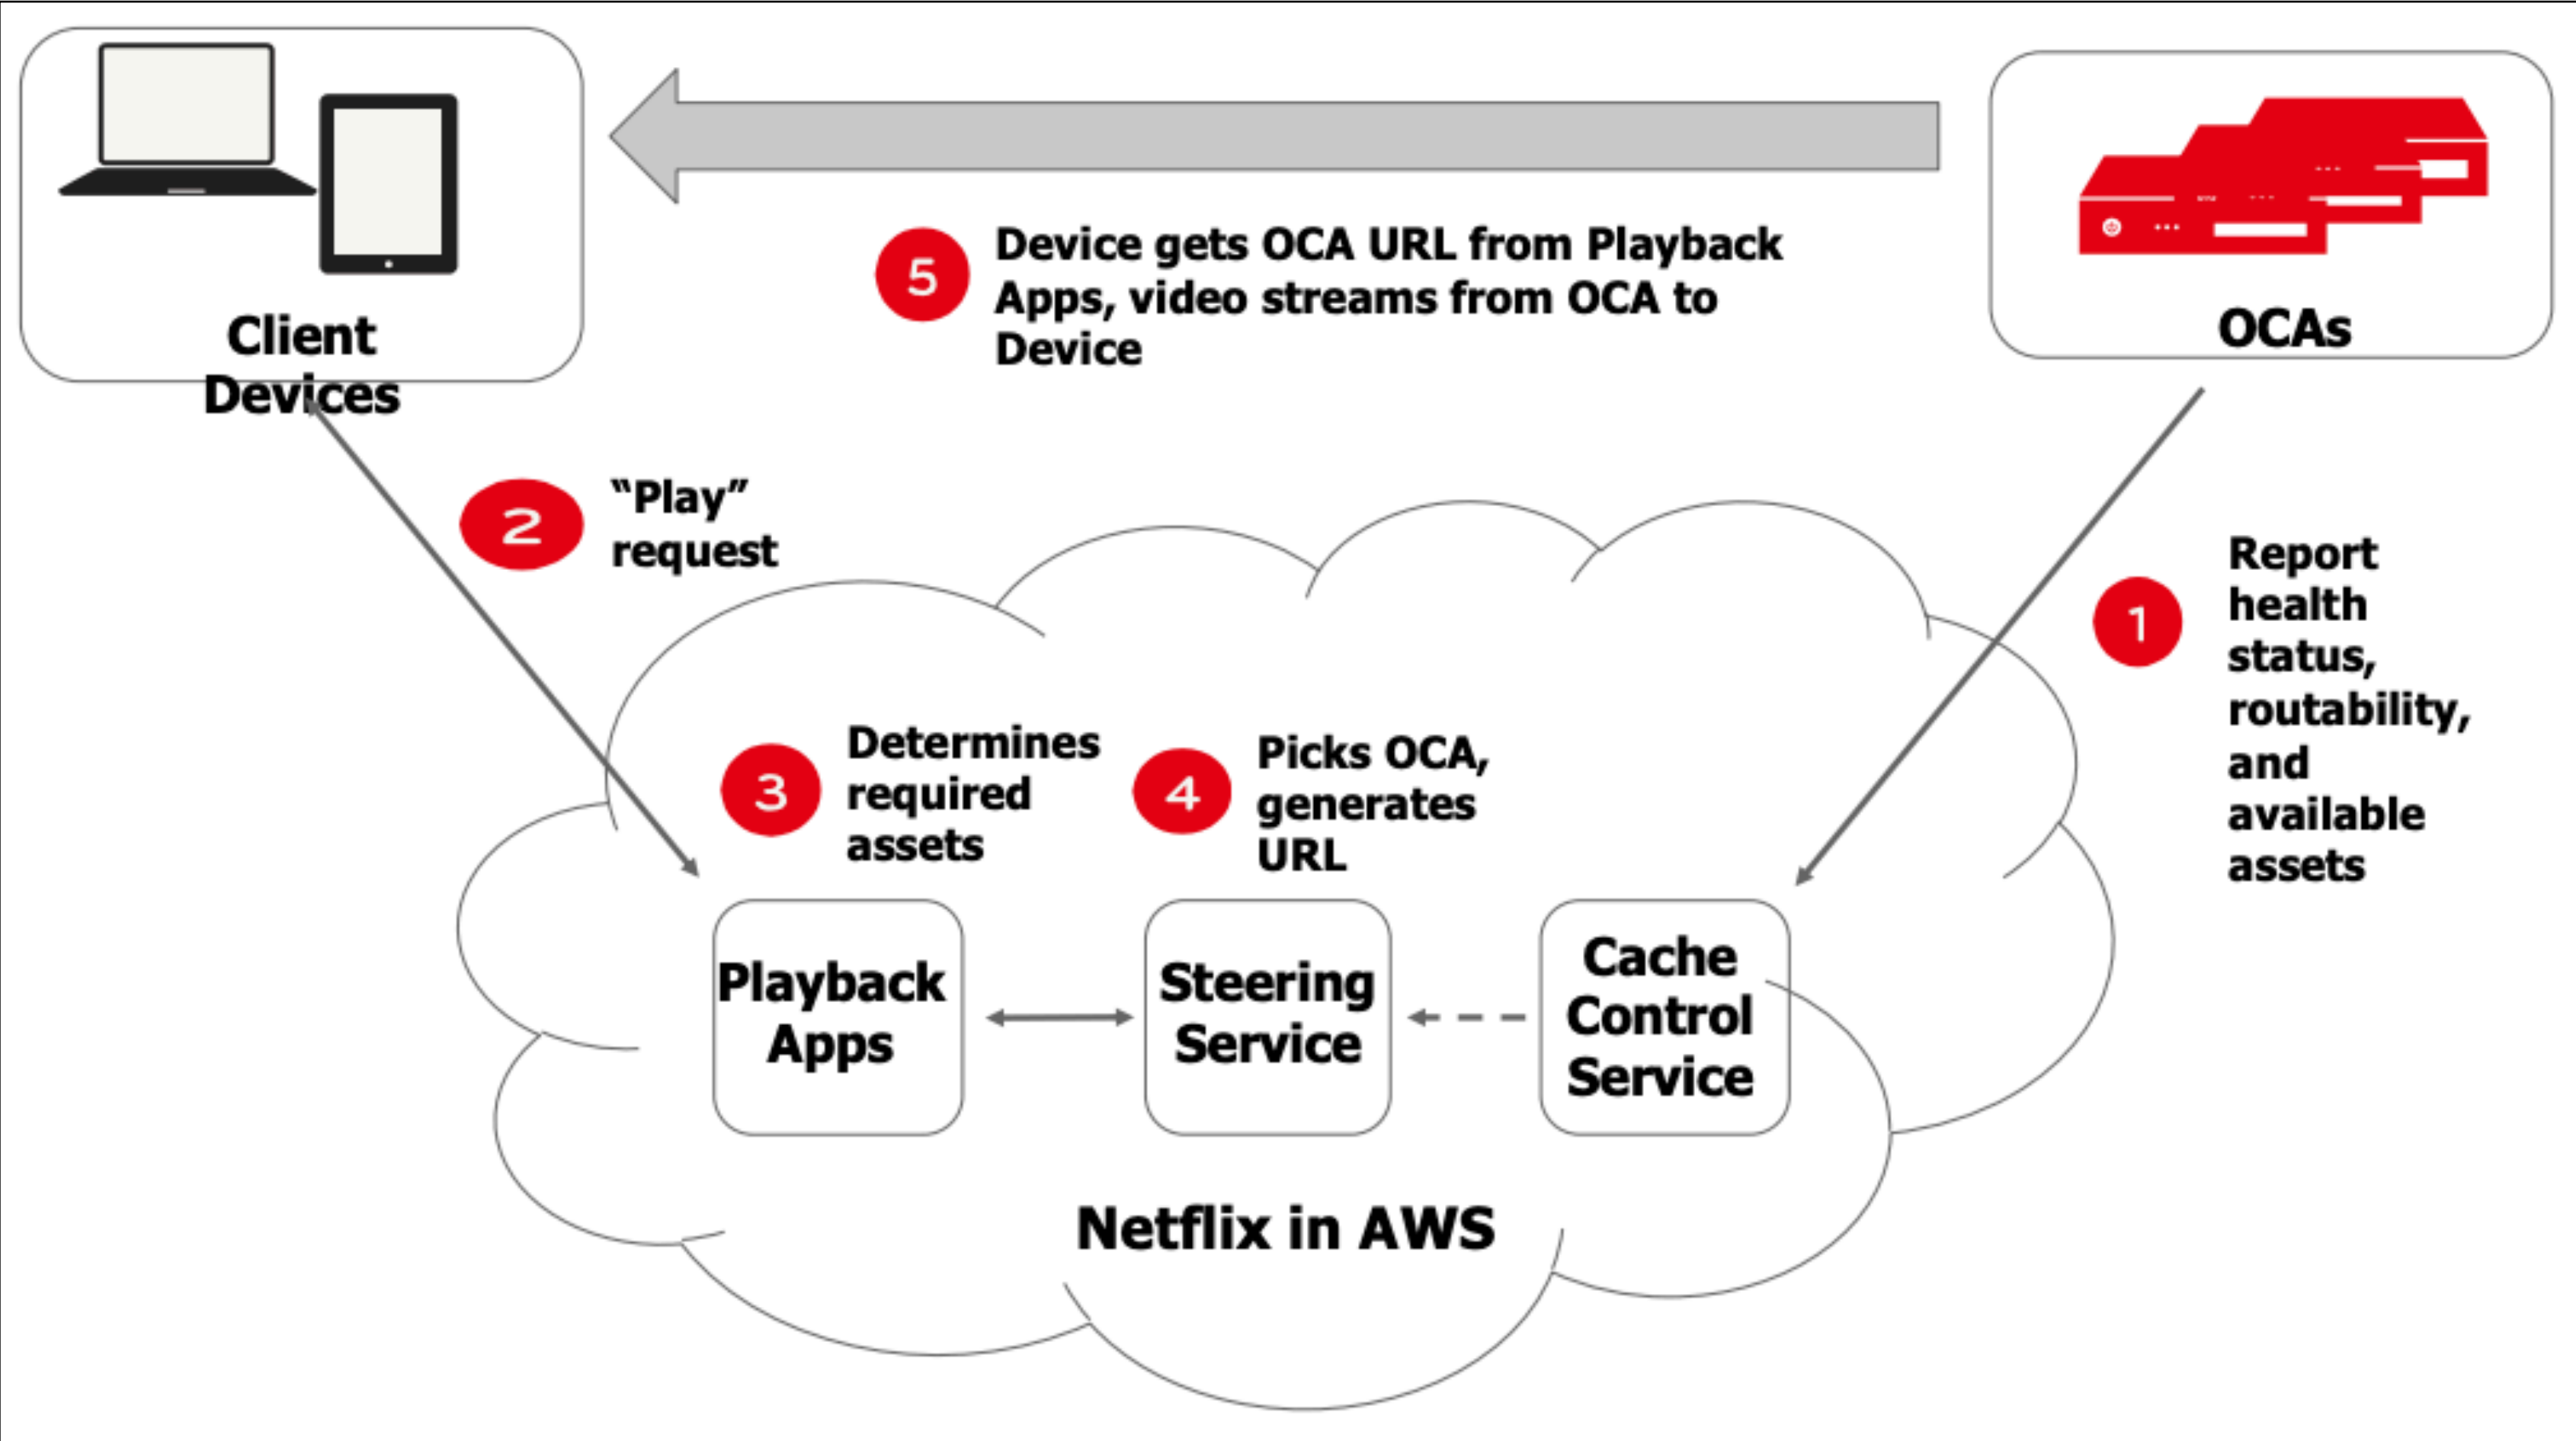 Client
Devices
OCAs
5
Device gets OCA URL from Playback
Apps, video streams from OCA to
Device
2
“Play”
request
1
Report
health
status,
routability,
and
available
assets
3
Determines
required
assets
4
Picks OCA,
generates
URL
Playback
Apps
Steering
Service
Cache
Control
Service
Netflix in AWS